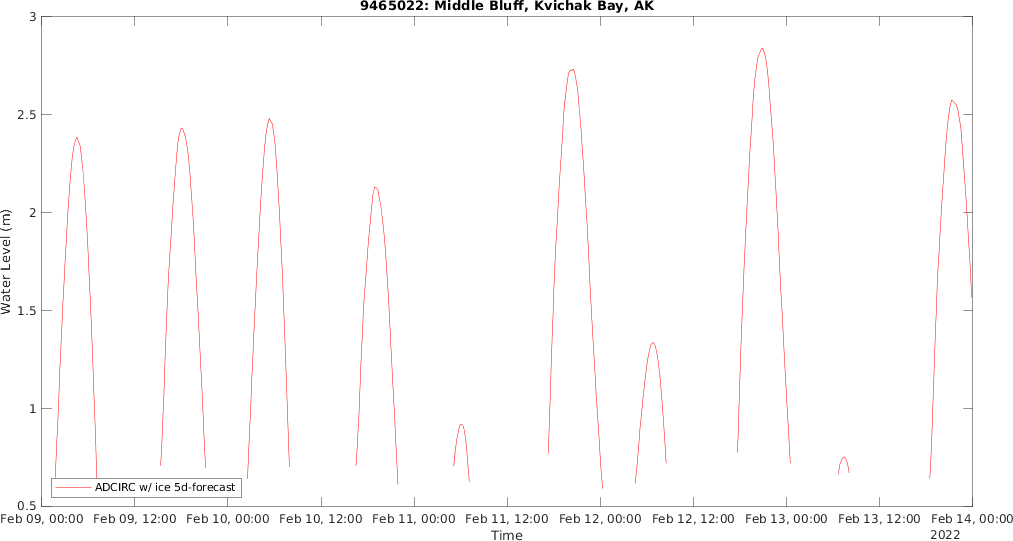 9465022: Middle Bluff, Kvichak Bay, AK
3
2.5
2
1.5
1
0.5
Water Level (m)
ADCIRC w/ ice 5d-forecast
Feb 09, 00:00 Feb 09, 12:00 Feb 10, 00:00 Feb 10, 12:00 Feb 11, 00:00 Feb 11, 12:00 Feb 12, 00:00 Feb 12, 12:00 Feb 13, 00:00 Feb 13, 12:00 Feb 14, 00:00
2022
Time